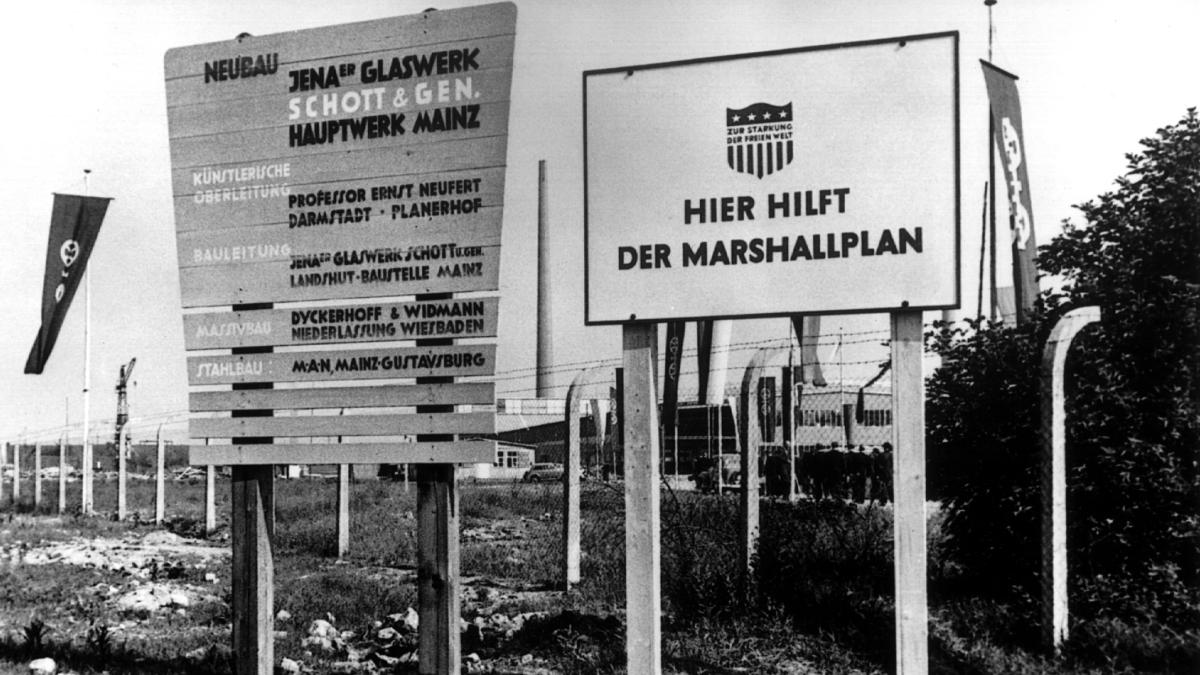 NEUBAU
JENAER GLASWERK
SCHOTT & GEN.
HAUPTWERK MAINZ
KÜNSTLERISCHE
OBERLEITUNG
PROFESSOR ERNST NEUFERT
DARMSTADT · PLANERHOF
BAULEITUNG
JENAER GLASWERK SCHOTT U. GEN.
LANDSHUT-BAUSTELLE MAINZ
MASSIVBAU
DYCKERHOFF & WIDMANN
NIEDERLASSUNG WIESBADEN
STAHLBAU:
M·A·N, MAINZ-GUSTAVSBURG
ZUR STÄRKUNG
DER FREIEN WELT
HIER HILFT
DER MARSHALLPLAN